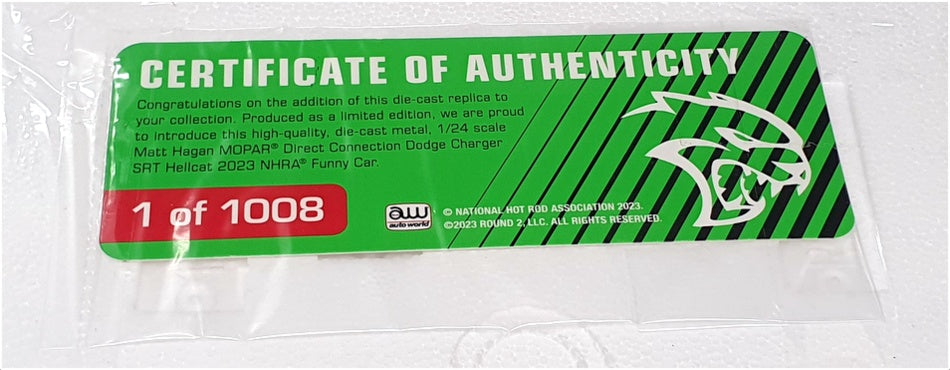 CERTIFICATE OF AUTHENTICITY
Congratulations on the addition of this die-cast replica to
your collection. Produced as a limited edition, we are proud
to introduce this high-quality, die-cast metal, 1/24 scale
Matt Hagan MOPAR® Direct Connection Dodge Charger
SRT Hellcat 2023 NHRA® Funny Car.
1 of 1008
aw
auto world
© NATIONAL HOT ROD ASSOCIATION 2023.
©2023 ROUND 2, LLC. ALL RIGHTS RESERVED.